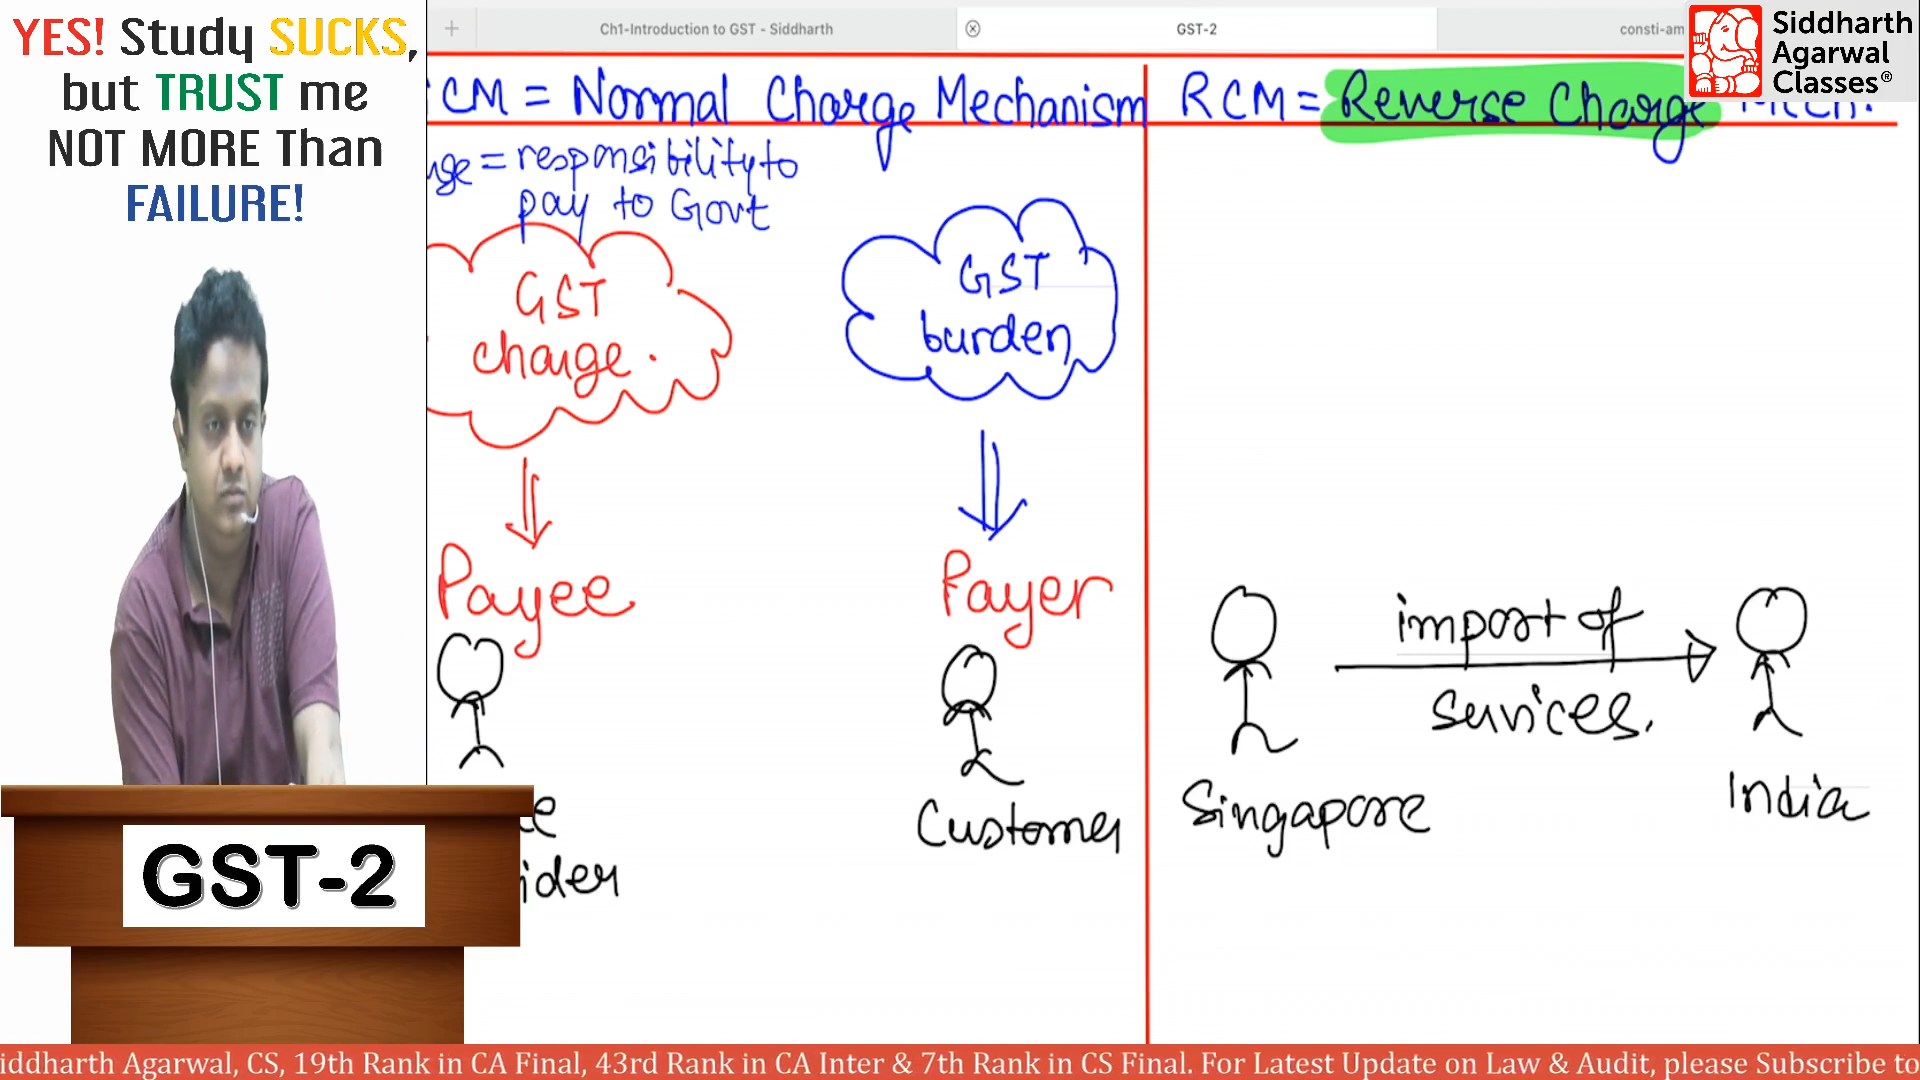 YES! Study SUCKS,
but TRUST me
NOT MORE Than
FAILURE!
Ch1-Introduction to GST - Siddharth
GST-2
consti-am
Siddharth
Agarwal
Classes®
CM = Normal Charge Mechanism
RCM = Reverse Charge Mech.
ge = responsibility to
pay to Govt
GST
charge.
GST
burden
Payee
Payer
import of
services.
Singapore
India
Customer
ider
GST-2
iddharth Agarwal, CS, 19th Rank in CA Final, 43rd Rank in CA Inter & 7th Rank in CS Final. For Latest Update on Law & Audit, please Subscribe to